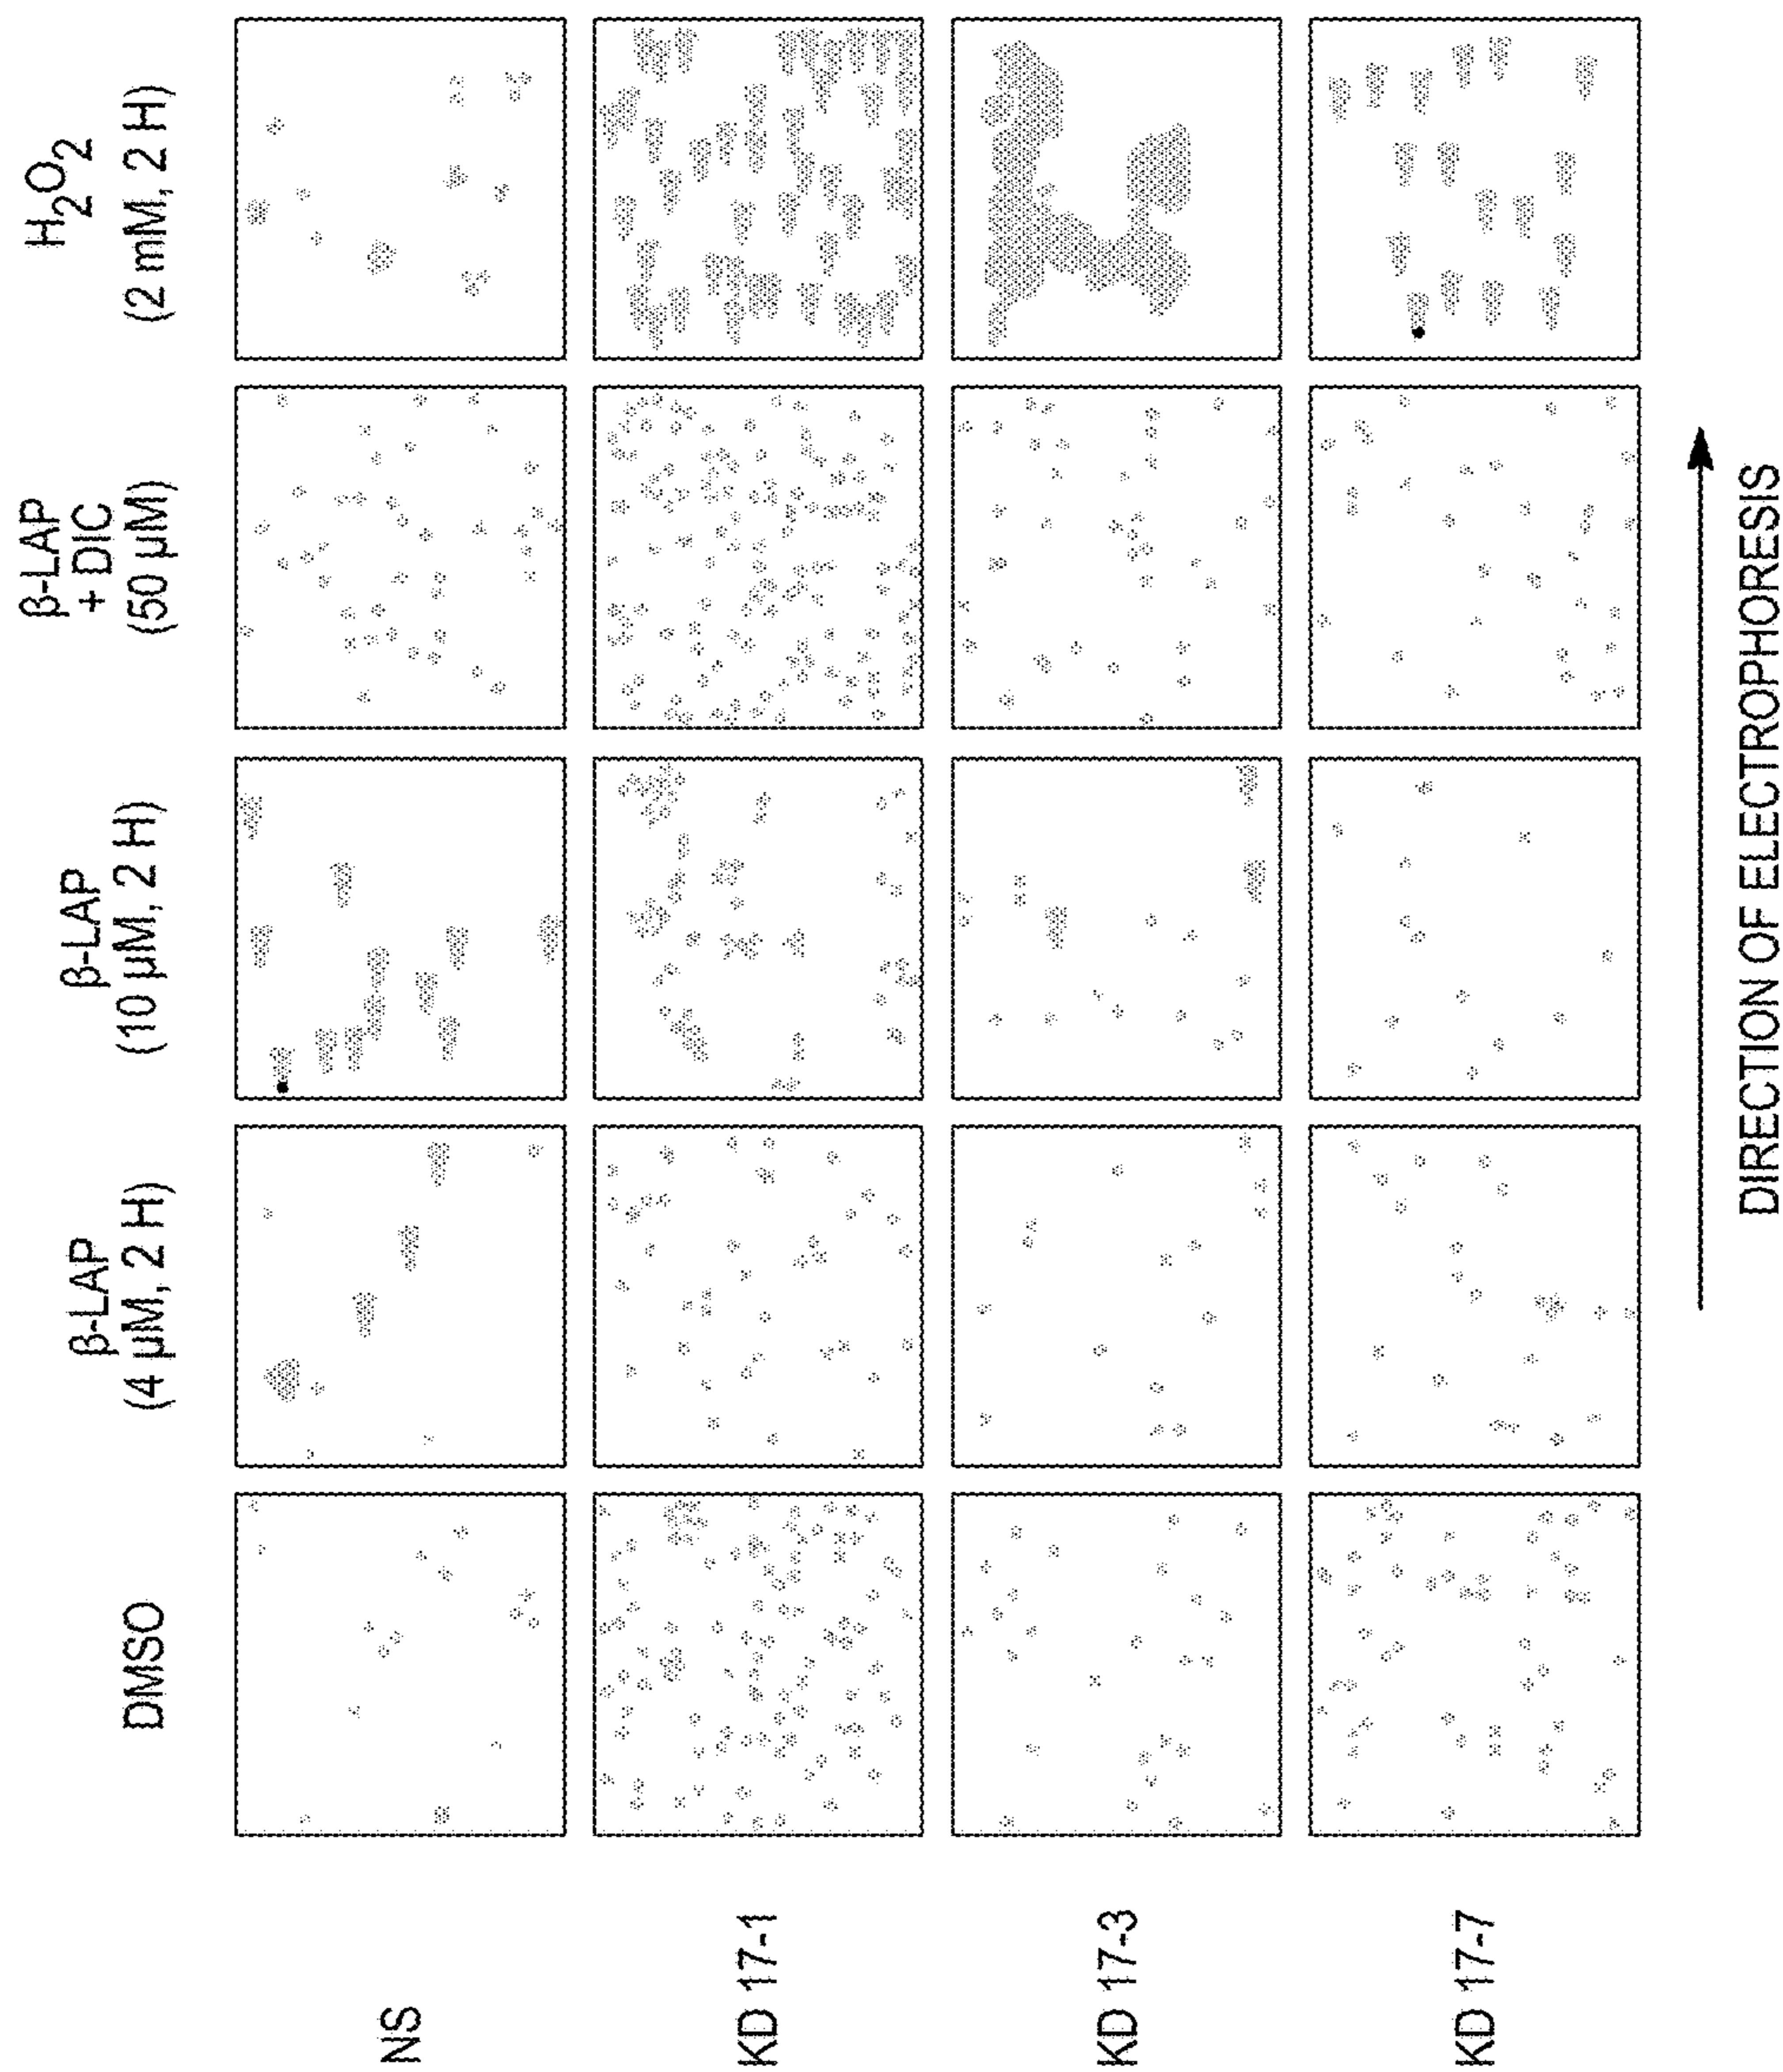 DMSO
β-LAP
(4 µM, 2 H)
β-LAP
(10 µM, 2 H)
β-LAP
+ DIC
(50 µM)
H2O2
(2 mM, 2 H)
NS
KD 17-1
KD 17-3
KD 17-7
DIRECTION OF ELECTROPHORESIS